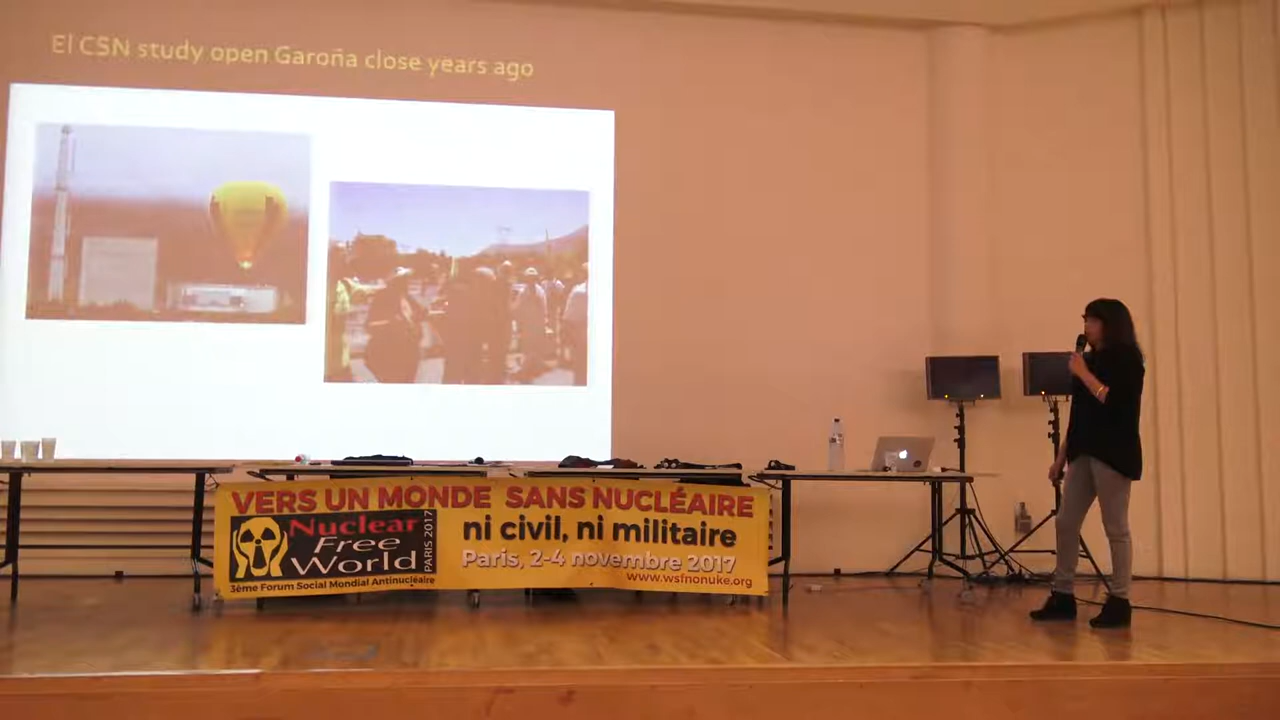 El CSN study open Garoña close years ago
VERS UN MONDE SANS NUCLÉAIRE
Nuclear
Free
World
PARIS 2017
3ème Forum Social Mondial Antinucléaire
ni civil, ni militaire
Paris, 2-4 novembre 2017
www.wsfnonuke.org